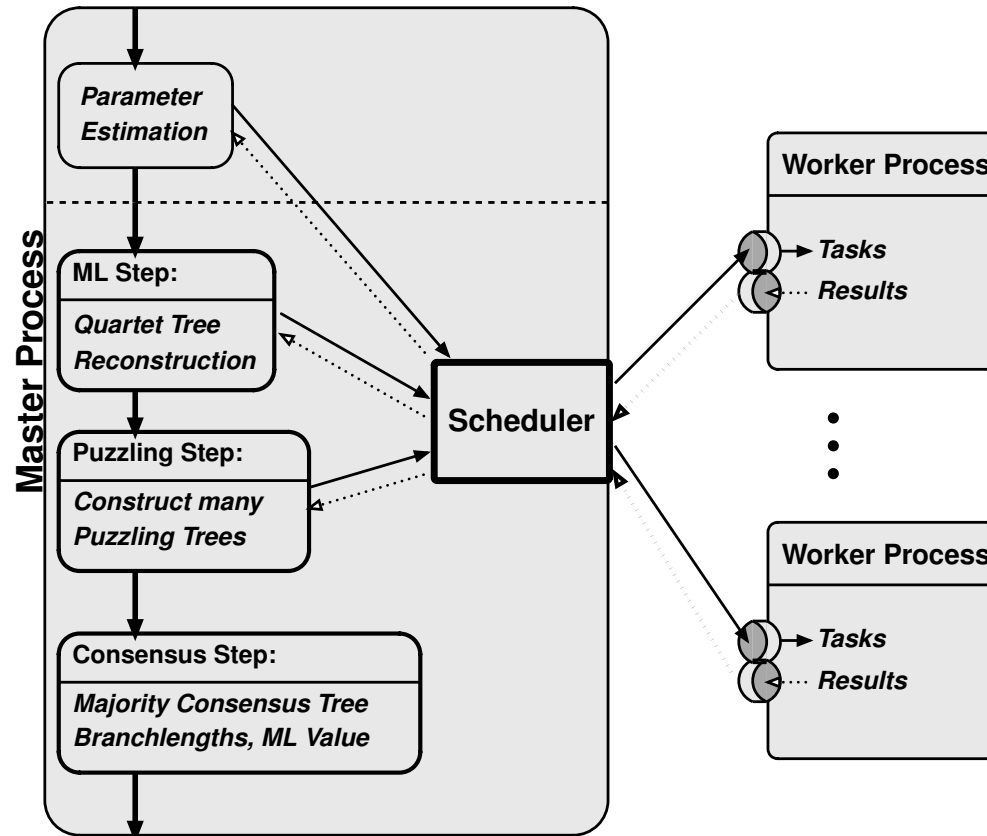 Master Process
Parameter
Estimation
ML Step:
Quartet Tree
Reconstruction
Puzzling Step:
Construct many
Puzzling Trees
Consensus Step:
Majority Consensus Tree
Branchlengths, ML Value
Scheduler
Worker Process
Tasks
Results
Worker Process
Tasks
Results